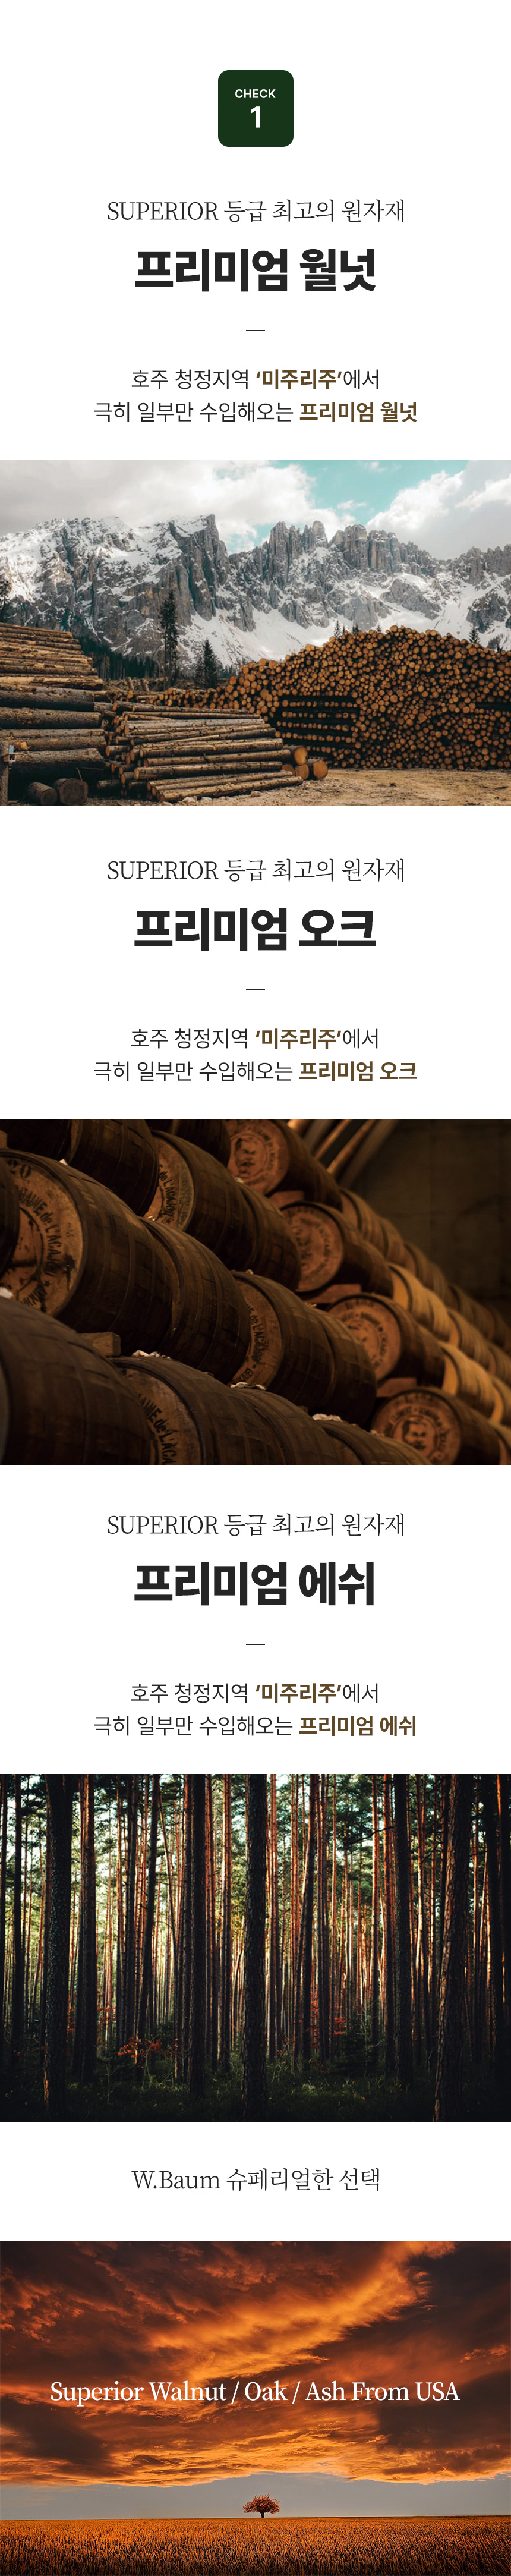 CHECK
1
SUPERIOR 등급 최고의 원자재
프리미엄 월넛
호주 청정지역 ‘미주리주’에서
극히 일부만 수입해오는 프리미엄 월넛
SUPERIOR 등급 최고의 원자재
프리미엄 오크
호주 청정지역 ‘미주리주’에서
극히 일부만 수입해오는 프리미엄 오크
SUPERIOR 등급 최고의 원자재
프리미엄 에쉬
호주 청정지역 ‘미주리주’에서
극히 일부만 수입해오는 프리미엄 에쉬
W.Baum 슈페리얼한 선택
Superior Walnut / Oak / Ash From USA